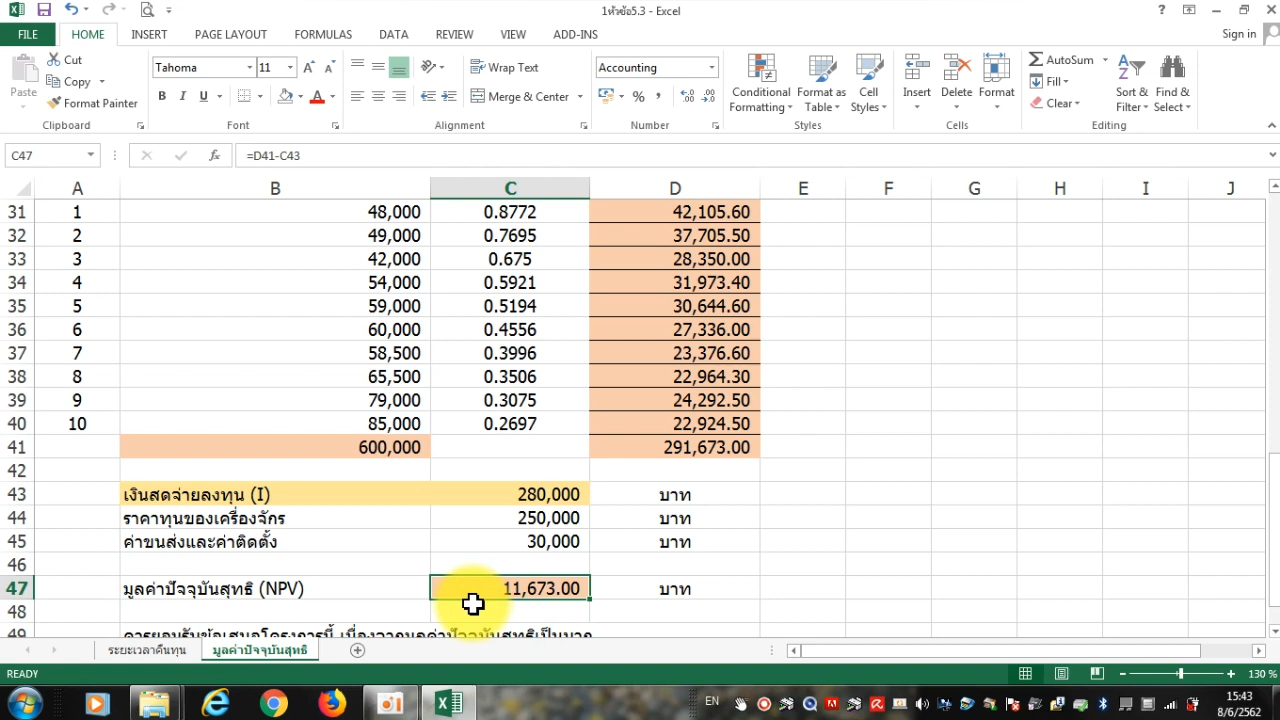 1หัวข้อ5.3 - Excel
?
FILE HOME INSERT PAGE LAYOUT FORMULAS DATA REVIEW VIEW ADD-INS Sign in
Paste
Cut
Copy
Format Painter
Clipboard
Tahoma 11
B I U
Font
Wrap Text
Merge & Center
Alignment
Accounting
%
Number
Conditional Formatting
Format as Table
Cell Styles
Styles
Insert Delete Format
Cells
AutoSum
Fill
Clear
Sort & Filter
Find & Select
Editing
C47 fx =D41-C43
A B C D E F G H I J
31 1 48,000 0.8772 42,105.60
32 2 49,000 0.7695 37,705.50
33 3 42,000 0.675 28,350.00
34 4 54,000 0.5921 31,973.40
35 5 59,000 0.5194 30,644.60
36 6 60,000 0.4556 27,336.00
37 7 58,500 0.3996 23,376.60
38 8 65,500 0.3506 22,964.30
39 9 79,000 0.3075 24,292.50
40 10 85,000 0.2697 22,924.50
41 600,000 291,673.00
42
43 เงินสดจ่ายลงทุน (I) 280,000 บาท
44 ราคาทุนของเครื่องจักร 250,000 บาท
45 ค่าขนส่งและค่าติดตั้ง 30,000 บาท
46
47 มูลค่าปัจจุบันสุทธิ (NPV) 11,673.00 บาท
48
49 ควรยอมรับข้อเสนอโครงการนี้ เนื่องจากมูลค่าปัจจุบันสุทธิเป็นบวก
ระยะเวลาคืนทุน มูลค่าปัจจุบันสุทธิ
READY 130 %
EN
15:43
8/6/2562